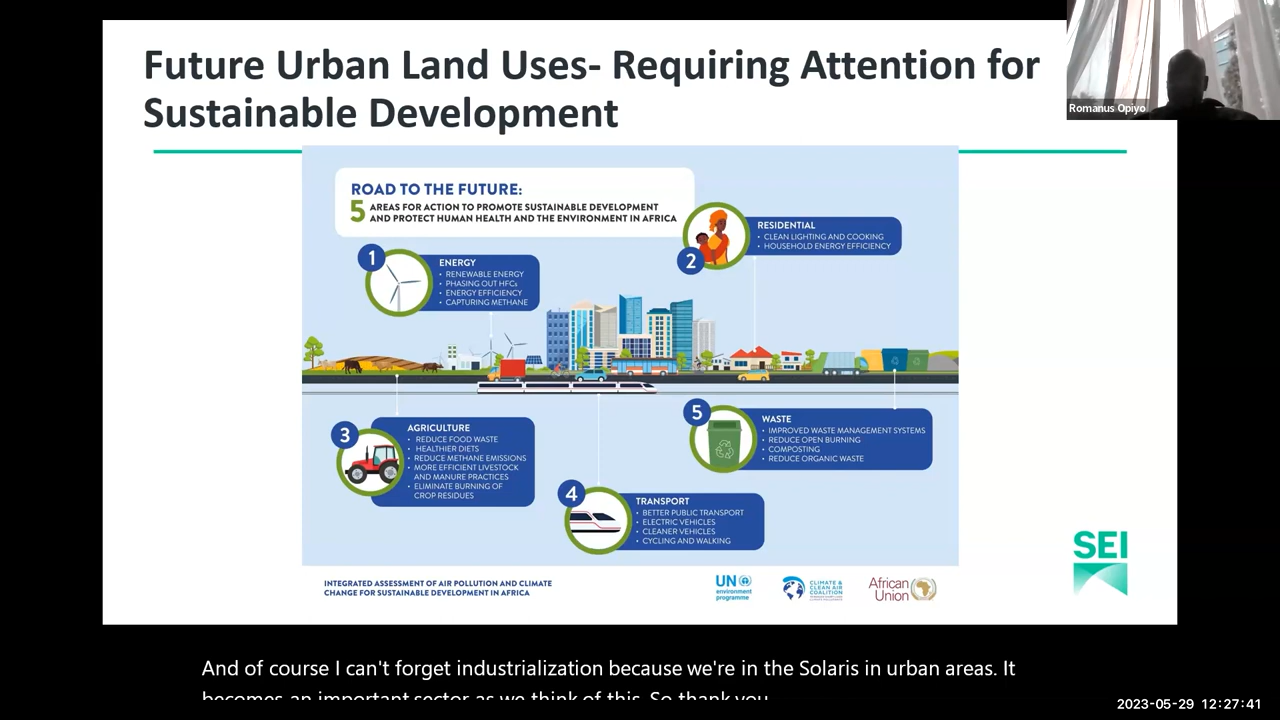 Future Urban Land Uses- Requiring Attention for
Sustainable Development
Romanus Opiyo
ROAD TO THE FUTURE:
5 AREAS FOR ACTION TO PROMOTE SUSTAINABLE DEVELOPMENT
AND PROTECT HUMAN HEALTH AND THE ENVIRONMENT IN AFRICA
1
ENERGY
• RENEWABLE ENERGY
• PHASING OUT HFCs
• ENERGY EFFICIENCY
• CAPTURING METHANE
2
RESIDENTIAL
• CLEAN LIGHTING AND COOKING
• HOUSEHOLD ENERGY EFFICIENCY
3
AGRICULTURE
• REDUCE FOOD WASTE
• HEALTHIER DIETS
• REDUCE METHANE EMISSIONS
• MORE EFFICIENT LIVESTOCK
AND MANURE PRACTICES
• ELIMINATE BURNING OF
CROP RESIDUES
4
TRANSPORT
• BETTER PUBLIC TRANSPORT
• ELECTRIC VEHICLES
• CLEANER VEHICLES
• CYCLING AND WALKING
5
WASTE
• IMPROVED WASTE MANAGEMENT SYSTEMS
• REDUCE OPEN BURNING
• COMPOSTING
• REDUCE ORGANIC WASTE
INTEGRATED ASSESSMENT OF AIR POLLUTION AND CLIMATE
CHANGE FOR SUSTAINABLE DEVELOPMENT IN AFRICA
UN
environment
programme
CLIMATE &
CLEAN AIR
COALITION
African
Union
SEI
And of course I can't forget industrialization because we're in the Solaris in urban areas. It
becomes an important sector as we think of this. So thank you
2023-05-29 12:27:41